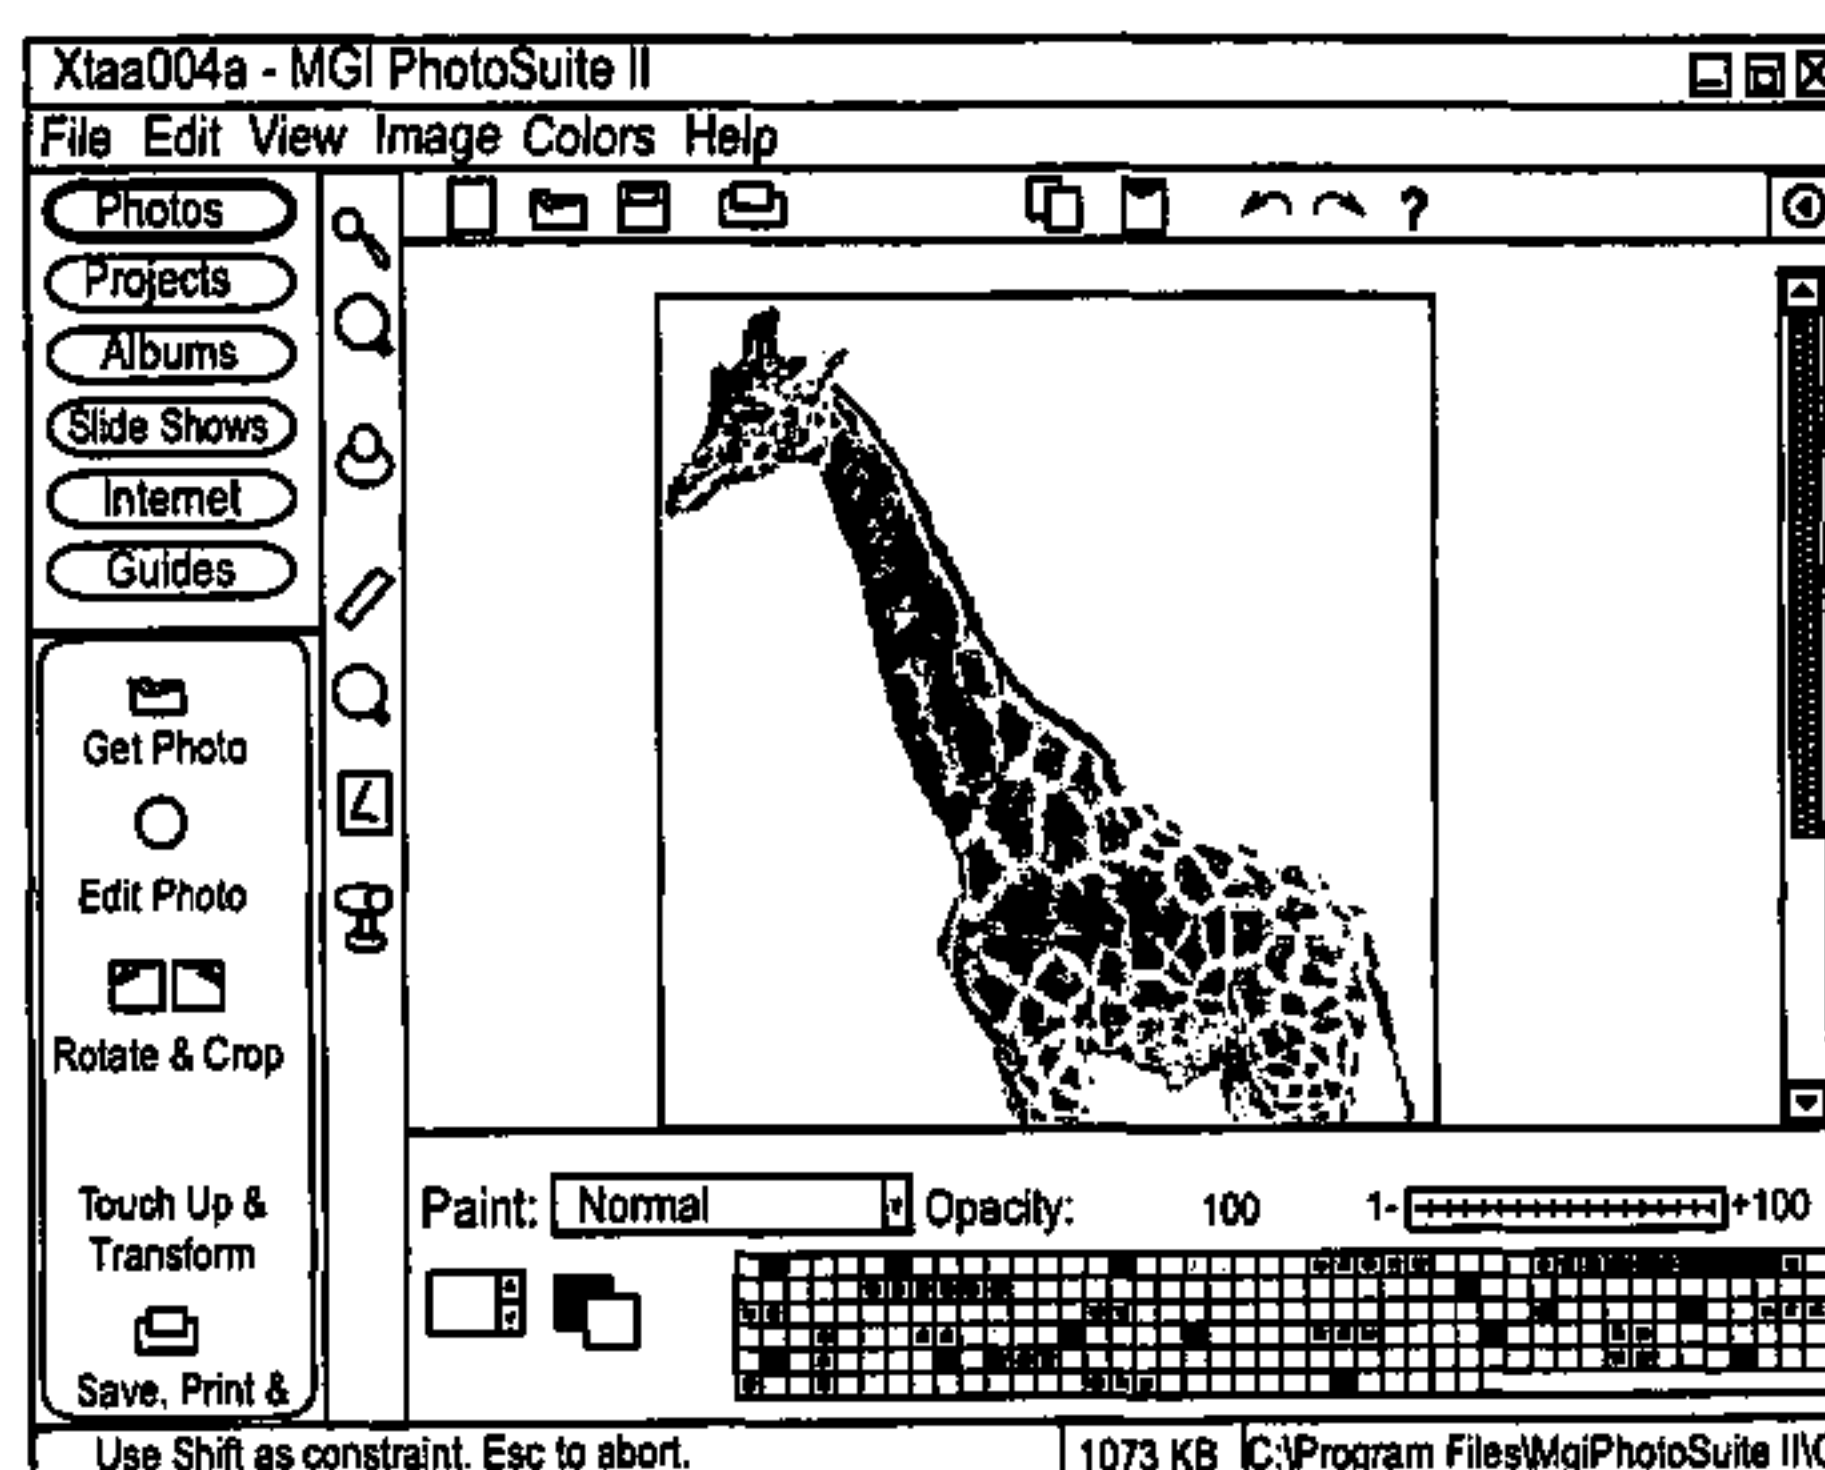 Xtaa004a - MGI PhotoSuite II
File Edit View Image Colors Help
Photos
Projects
Albums
Slide Shows
Internet
Guides
Get Photo
Edit Photo
Rotate & Crop
Touch Up &
Transform
Save, Print &
Paint: Normal Opacity: 100 1- +100
Use Shift as constraint. Esc to abort. 1073 KB C:\Program Files\MgiPhotoSuite II\